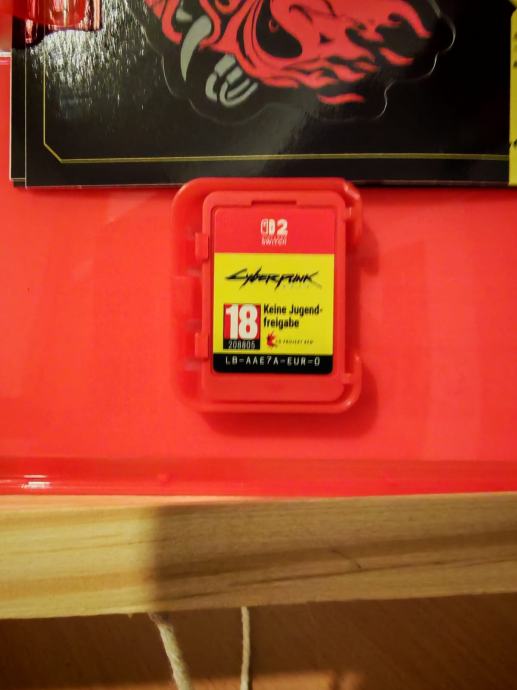 2
SWITCH
Cyberpunk
18
Keine Jugend-
freigabe
208805
CD PROJEKT RED
LB-AAE7A-EUR-0